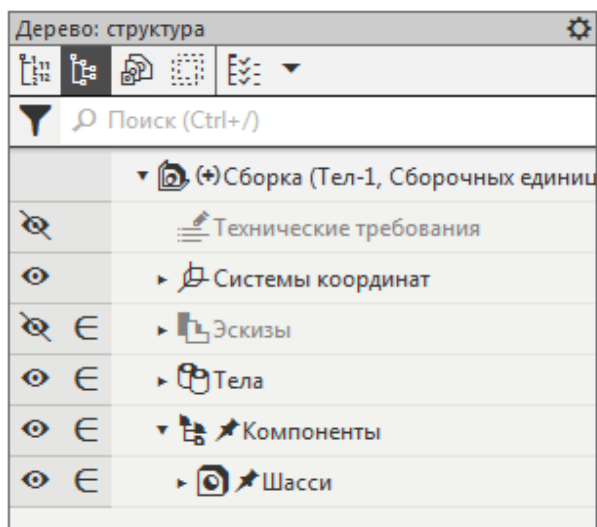 Дерево: структура
Поиск (Ctrl+/)
(+)Сборка (Тел-1, Сборочных единиц
Технические требования
Системы координат
Эскизы
Тела
Компоненты
Шасси